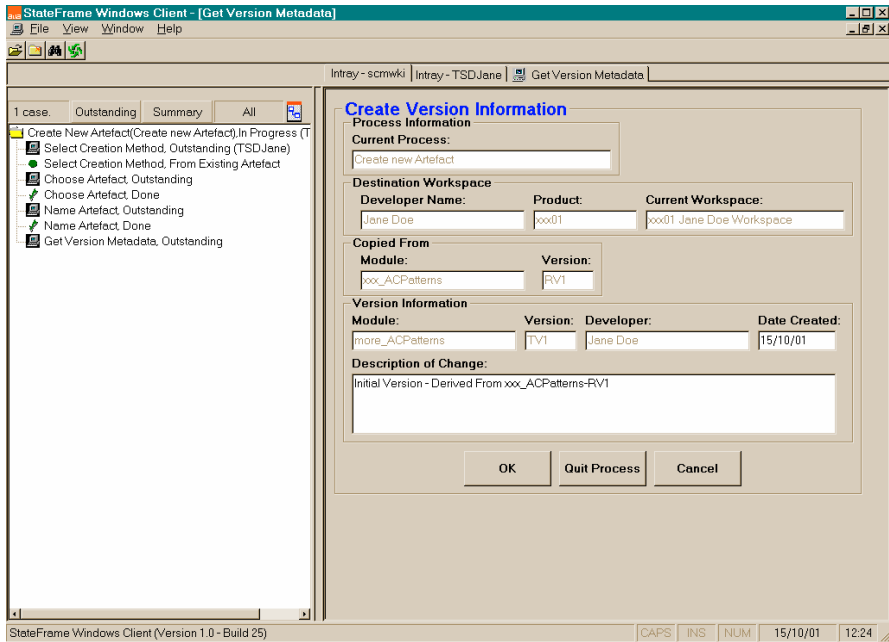 StateFrame Windows Client - [Get Version Metadata]
File View Window Help
Intray - scmwki Intray - TSDJane Get Version Metadata
1 case. Outstanding Summary All
Create New Artefact(Create new Artefact),In Progress (T
Select Creation Method, Outstanding (TSDJane)
Select Creation Method, From Existing Artefact
Choose Artefact, Outstanding
Choose Artefact, Done
Name Artefact, Outstanding
Name Artefact, Done
Get Version Metadata, Outstanding
Create Version Information
Process Information
Current Process:
Create new Artefact
Destination Workspace
Developer Name: Product: Current Workspace:
Jane Doe xxx01 xxx01 Jane Doe Workspace
Copied From
Module: Version:
xxx_ACPatterns RV1
Version Information
Module: Version: Developer: Date Created:
more_ACPatterns TV1 Jane Doe 15/10/01
Description of Change:
Initial Version - Derived From xxx_ACPatterns-RV1
OK Quit Process Cancel
StateFrame Windows Client (Version 1.0 - Build 25) CAPS INS NUM 15/10/01 12:24